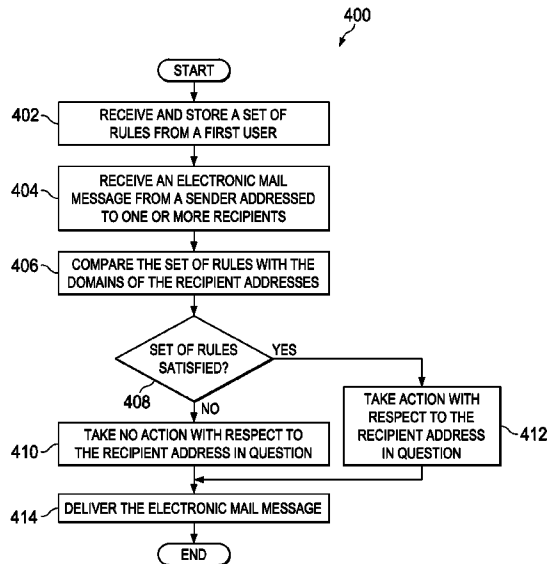 400
START
402
RECEIVE AND STORE A SET OF
RULES FROM A FIRST USER
404
RECEIVE AN ELECTRONIC MAIL
MESSAGE FROM A SENDER ADDRESSED
TO ONE OR MORE RECIPIENTS
406
COMPARE THE SET OF RULES WITH THE
DOMAINS OF THE RECIPIENT ADDRESSES
SET OF RULES
SATISFIED?
YES
408
NO
410
TAKE NO ACTION WITH RESPECT TO
THE RECIPIENT ADDRESS IN QUESTION
TAKE ACTION WITH
RESPECT TO THE
RECIPIENT ADDRESS
IN QUESTION
412
414
DELIVER THE ELECTRONIC MAIL MESSAGE
END